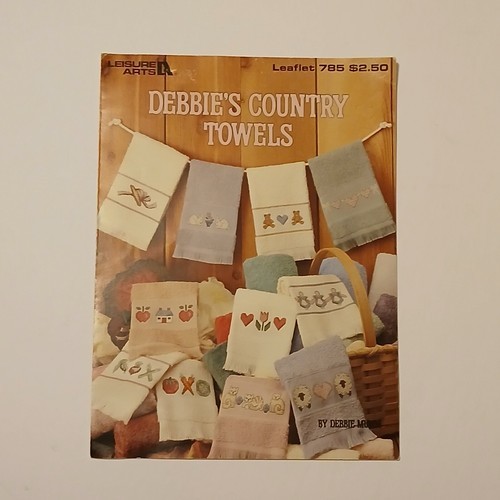 LEISURE
ARTS
Leaflet 785 $2.50
DEBBIE'S COUNTRY
TOWELS
BY DEBBIE